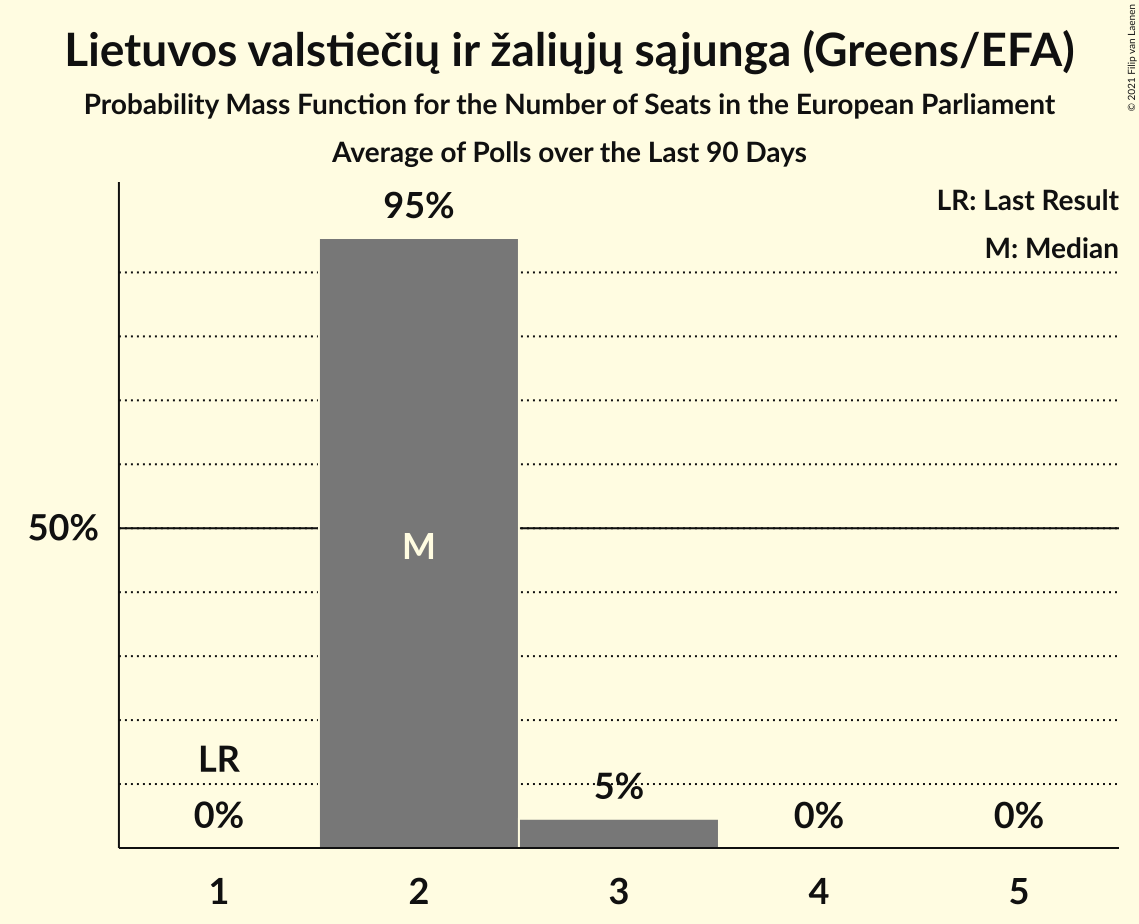 Lietuvos valstiečių ir žaliųjų sąjunga (Greens/EFA)
Probability Mass Function for the Number of Seats in the European Parliament
Average of Polls over the Last 90 Days
© 2021 Filip van Laenen
LR: Last Result
M: Median
95%
50%
M
LR
0%
5%
0%
0%
1
2
3
4
5